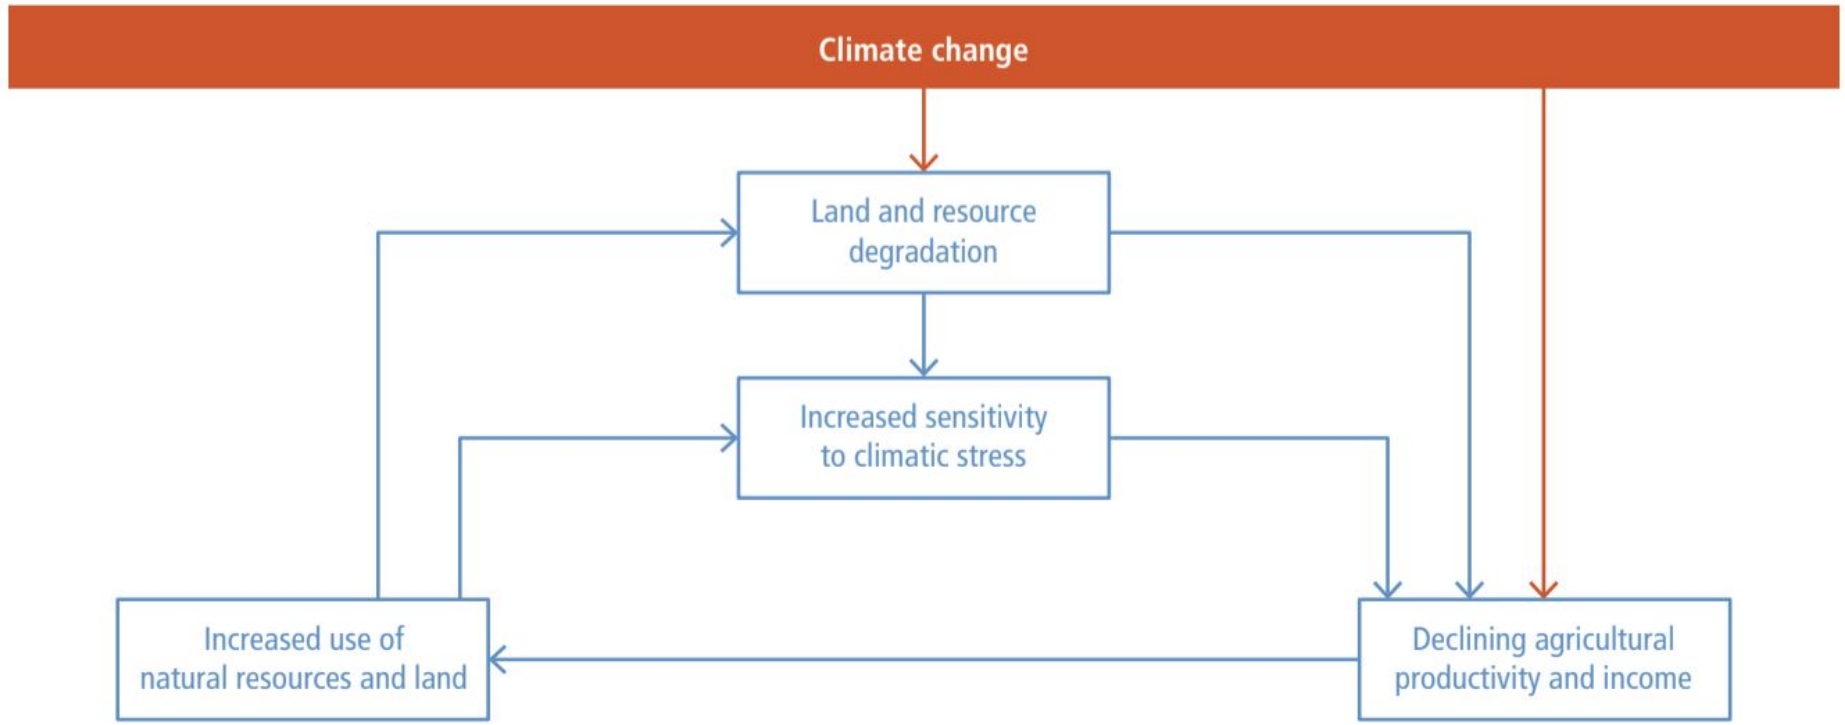 Climate change
Land and resource
degradation
Increased sensitivity
to climatic stress
Increased use of
natural resources and land
Declining agricultural
productivity and income